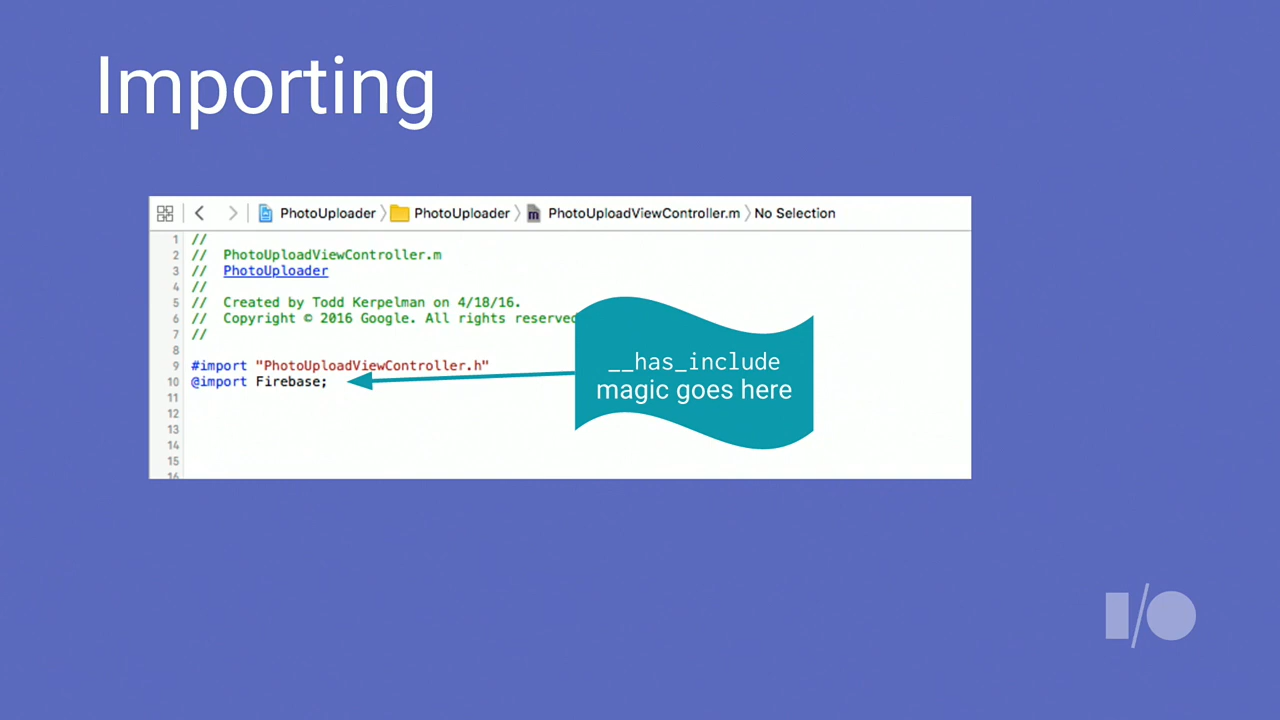 Importing
PhotoUploader PhotoUploader PhotoUploadViewController.m No Selection
1 //
2 // PhotoUploadViewController.m
3 // PhotoUploader
4 //
5 // Created by Todd Kerpelman on 4/18/16.
6 // Copyright © 2016 Google. All rights reserved
7 //
8
9 #import "PhotoUploadViewController.h"
10 @import Firebase;
11
12
13
14
15
16
__has_include
magic goes here
I/O